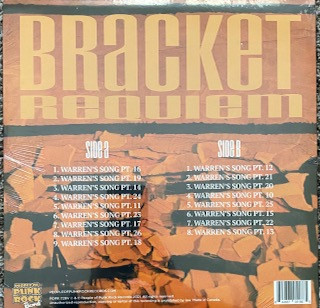 BRACKET
REQUIEM
SIDE A
1. WARREN'S SONG PT. 16
2. WARREN'S SONG PT. 19
3. WARREN'S SONG PT. 14
4. WARREN'S SONG PT. 24
5. WARREN'S SONG PT. 11
6. WARREN'S SONG PT. 23
7. WARREN'S SONG PT. 17
8. WARREN'S SONG PT. 26
9. WARREN'S SONG PT. 18
SIDE B
1. WARREN'S SONG PT. 12
2. WARREN'S SONG PT. 21
3. WARREN'S SONG PT. 20
4. WARREN'S SONG PT. 10
5. WARREN'S SONG PT. 25
6. WARREN'S SONG PT. 15
7. WARREN'S SONG PT. 22
8. WARREN'S SONG PT. 13
PUNK
ROCK